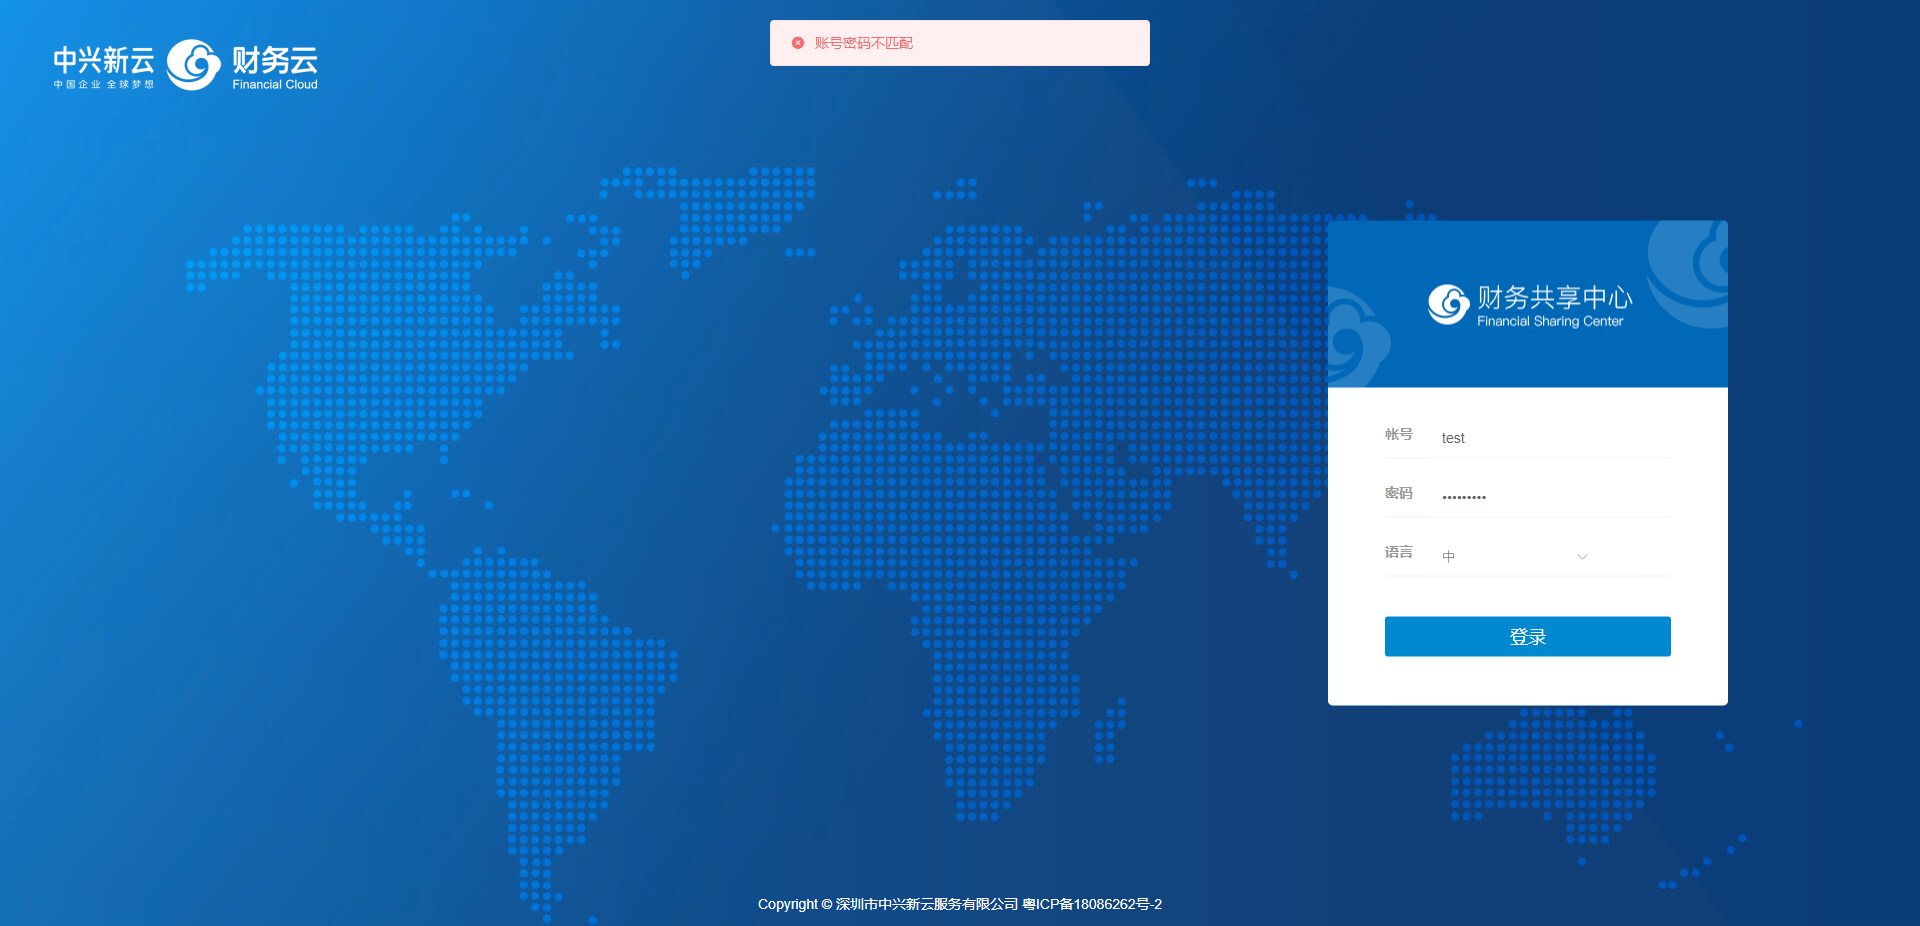 账号密码不匹配
中兴新云
中国企业 全球梦想
财务云
Financial Cloud
财务共享中心
Financial Sharing Center
帐号 test
密码 •••••••••
语言 中
登录
Copyright © 深圳市中兴新云服务有限公司 粤ICP备18086262号-2